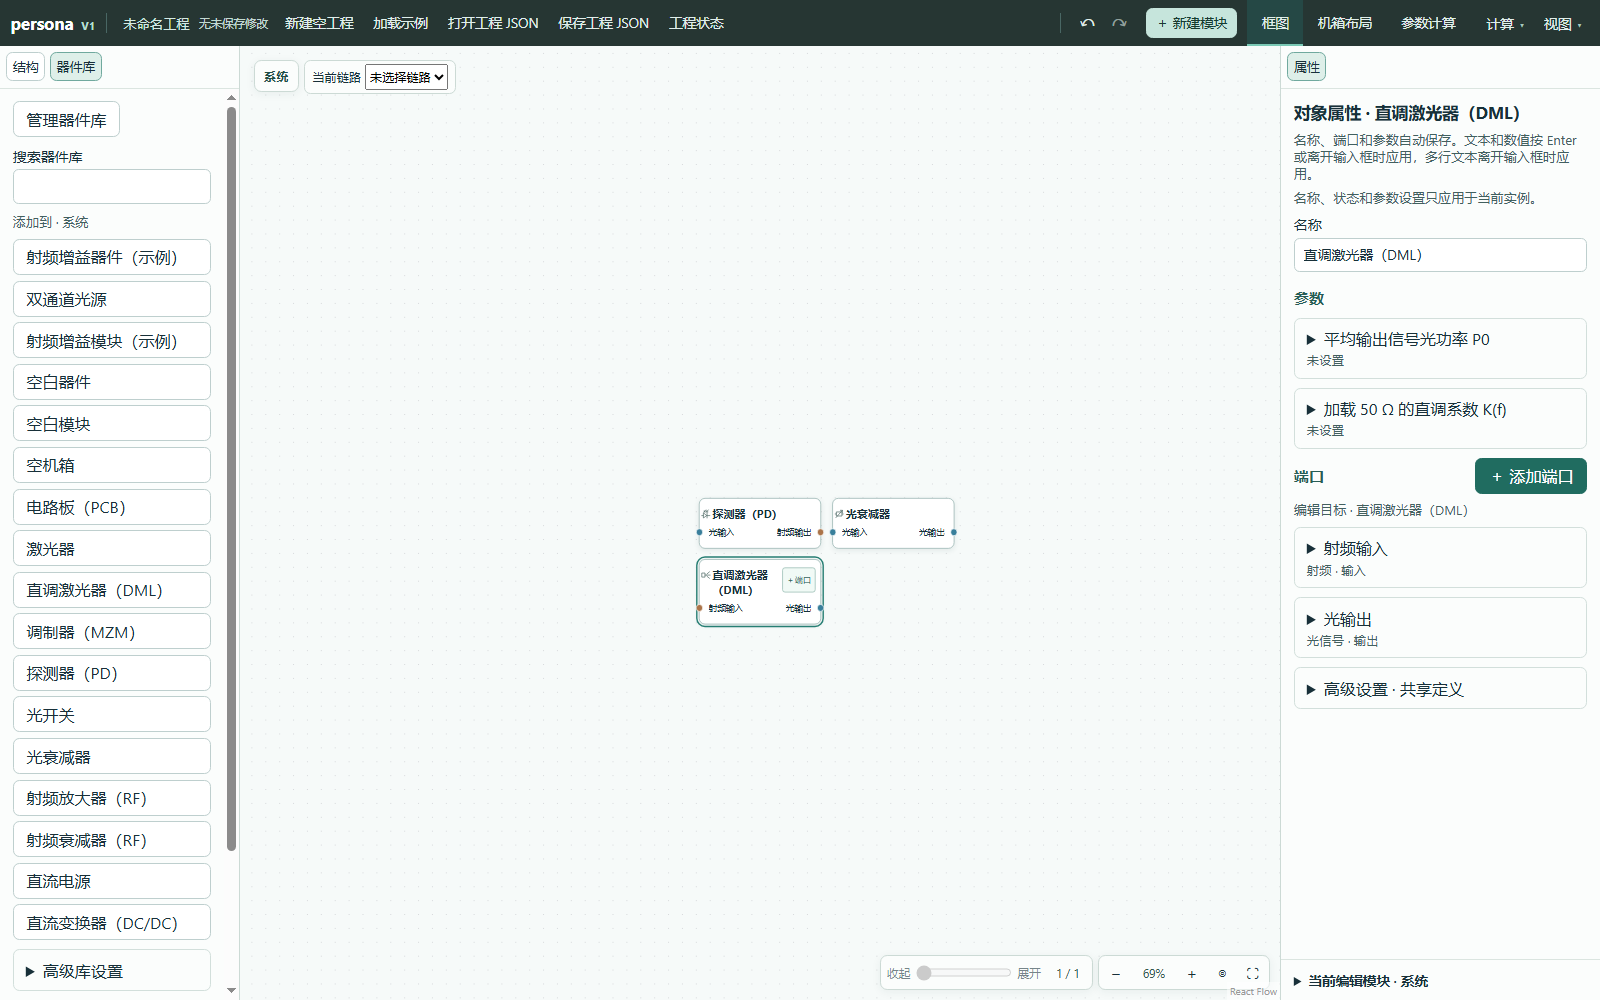 persona V1
未命名工程 无未保存修改 新建空工程 加载示例 打开工程 JSON 保存工程 JSON 工程状态
+ 新建模块 框图 机箱布局 参数计算 计算 视图
结构 器件库
管理器件库
搜索器件库
添加到 · 系统
射频增益器件（示例）
双通道光源
射频增益模块（示例）
空白器件
空白模块
空机箱
电路板（PCB）
激光器
直调激光器（DML）
调制器（MZM）
探测器（PD）
光开关
光衰减器
射频放大器（RF）
射频衰减器（RF）
直流电源
直流变换器（DC/DC）
高级库设置
系统 当前链路 未选择链路
探测器（PD）
光输入 射频输出
光衰减器
光输入 光输出
直调激光器
（DML）
+ 端口
射频输入 光输出
收起 展开 1 / 1
− 69% +
React Flow
属性
对象属性 · 直调激光器（DML）
名称、端口和参数自动保存。文本和数值按 Enter
或离开输入框时应用，多行文本离开输入框时应
用。
名称、状态和参数设置只应用于当前实例。
名称
直调激光器（DML）
参数
平均输出信号光功率 P0
未设置
加载 50 Ω 的直调系数 K(f)
未设置
端口 + 添加端口
编辑目标 · 直调激光器（DML）
射频输入
射频 · 输入
光输出
光信号 · 输出
高级设置 · 共享定义
当前编辑模块 · 系统